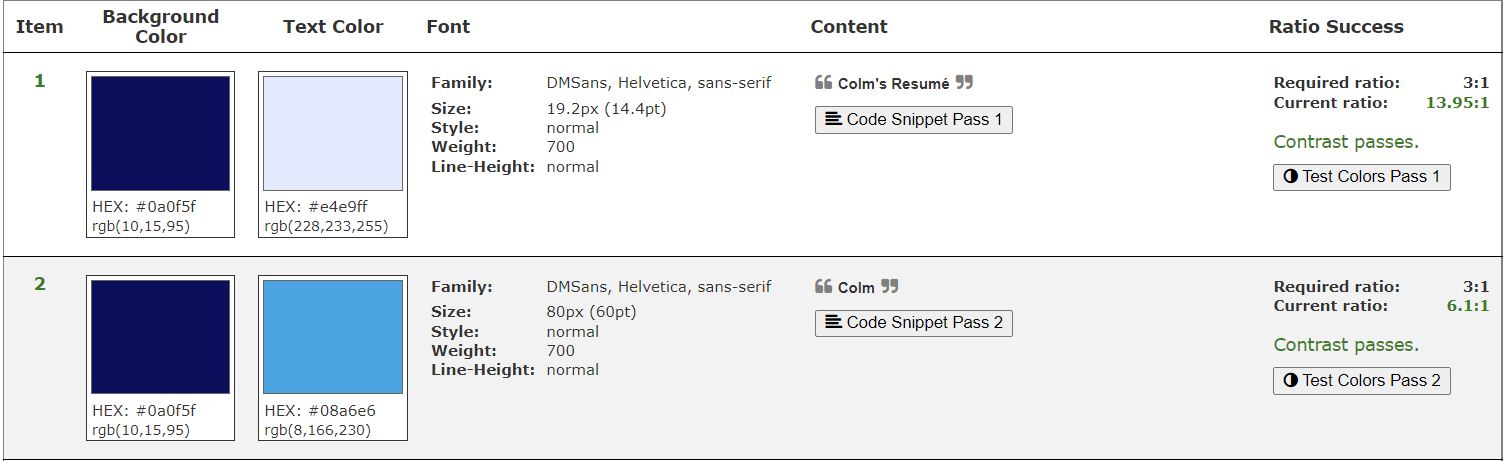 Item Background Color Text Color Font Content Ratio Success
1
Family: DMSans, Helvetica, sans-serif
Size: 19.2px (14.4pt)
Style: normal
Weight: 700
Line-Height: normal
❝ Colm's Resumé ❞
Code Snippet Pass 1
Required ratio: 3:1
Current ratio: 13.95:1
Contrast passes.
Test Colors Pass 1
HEX: #0a0f5f
rgb(10,15,95)
HEX: #e4e9ff
rgb(228,233,255)
2
Family: DMSans, Helvetica, sans-serif
Size: 80px (60pt)
Style: normal
Weight: 700
Line-Height: normal
❝ Colm ❞
Code Snippet Pass 2
Required ratio: 3:1
Current ratio: 6.1:1
Contrast passes.
Test Colors Pass 2
HEX: #0a0f5f
rgb(10,15,95)
HEX: #08a6e6
rgb(8,166,230)